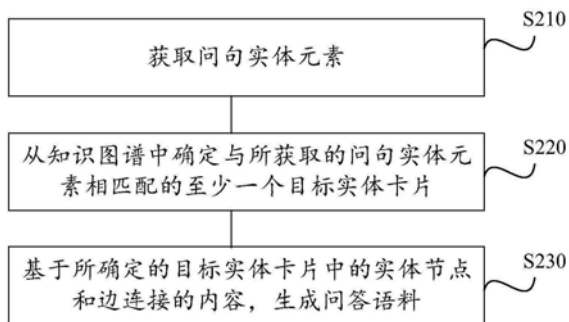 S210
获取问句实体元素
S220
从知识图谱中确定与所获取的问句实体元
素相匹配的至少一个目标实体卡片
S230
基于所确定的目标实体卡片中的实体节点
和边连接的内容，生成问答语料